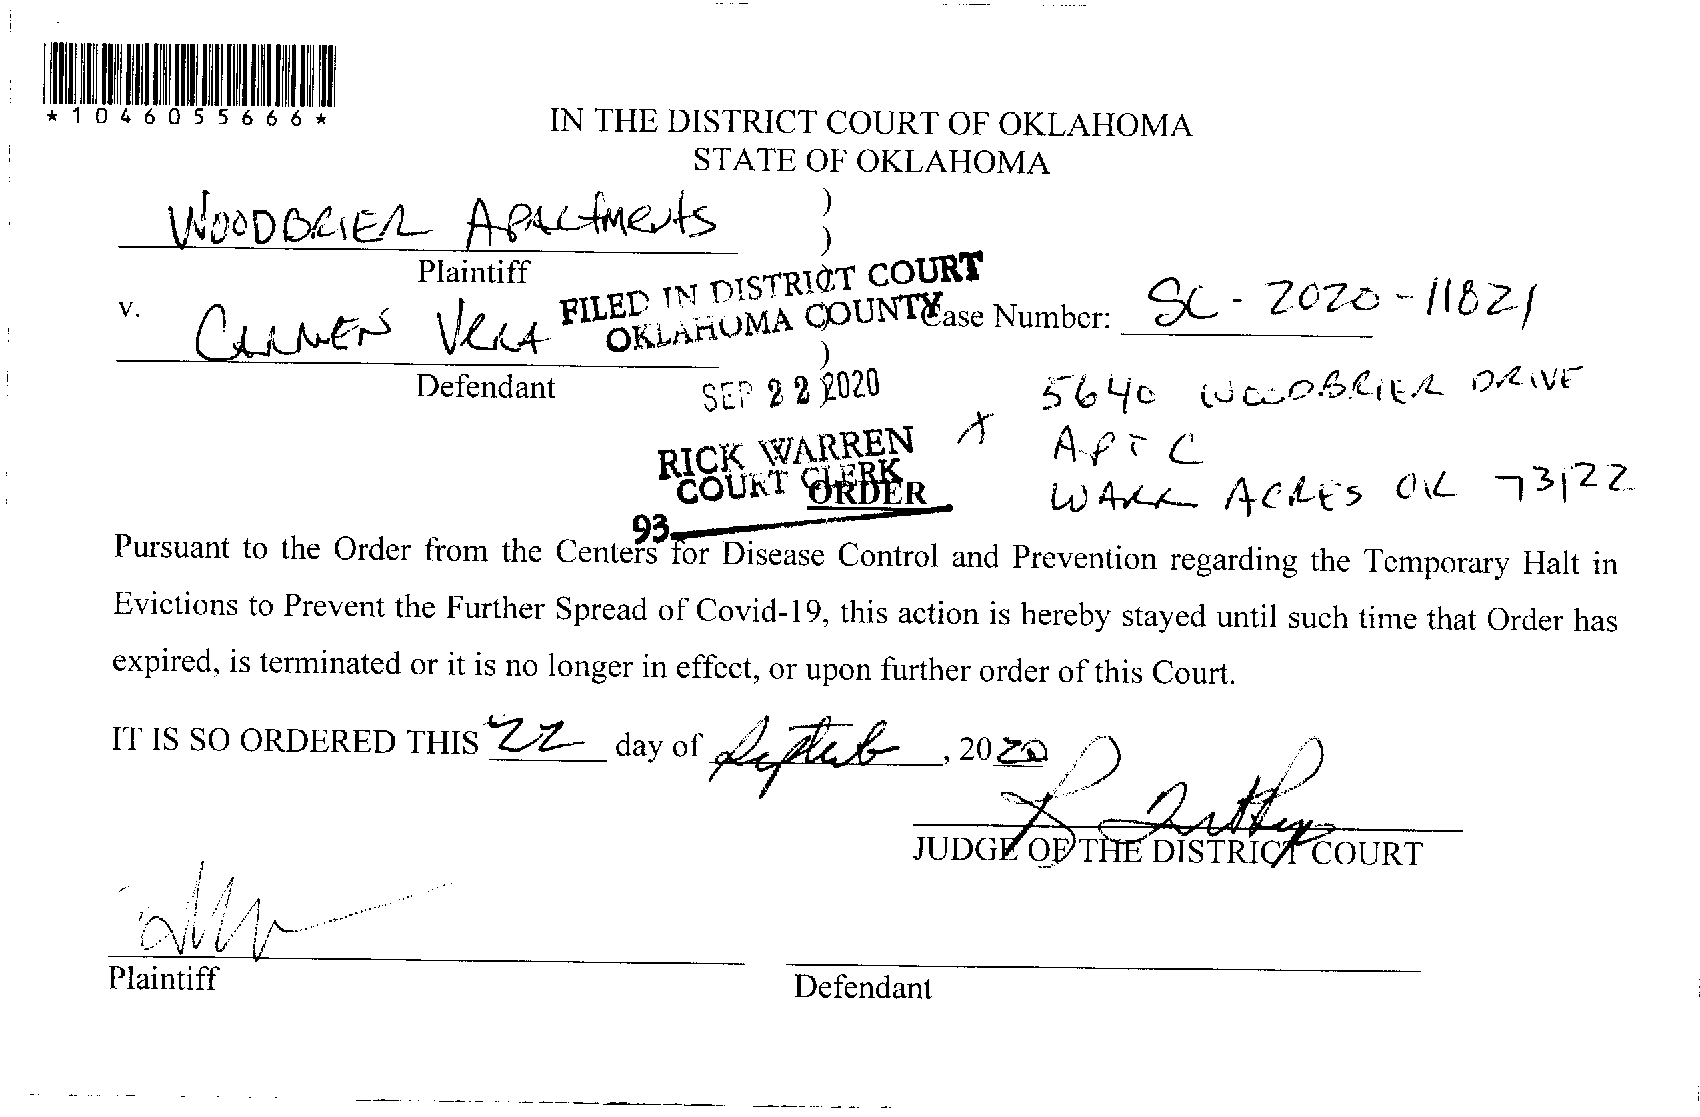 *1046055666*
IN THE DISTRICT COURT OF OKLAHOMA
STATE OF OKLAHOMA
WOODBRIER APARTMENTS )
)
Plaintiff
FILED IN DISTRICT COURT
OKLAHOMA COUNTY
v. CARMEN VERA Case Number: SC-2020-11821
)
Defendant
SEP 22 2020
5640 WOODBRIER DRIVE
X APT C
WARR ACRES OK 73122
RICK WARREN
COURT CLERK
ORDER
93
Pursuant to the Order from the Centers for Disease Control and Prevention regarding the Temporary Halt in
Evictions to Prevent the Further Spread of Covid-19, this action is hereby stayed until such time that Order has
expired, is terminated or it is no longer in effect, or upon further order of this Court.
IT IS SO ORDERED THIS 22 day of Septemb, 2020
JUDGE OF THE DISTRICT COURT
Plaintiff
Defendant